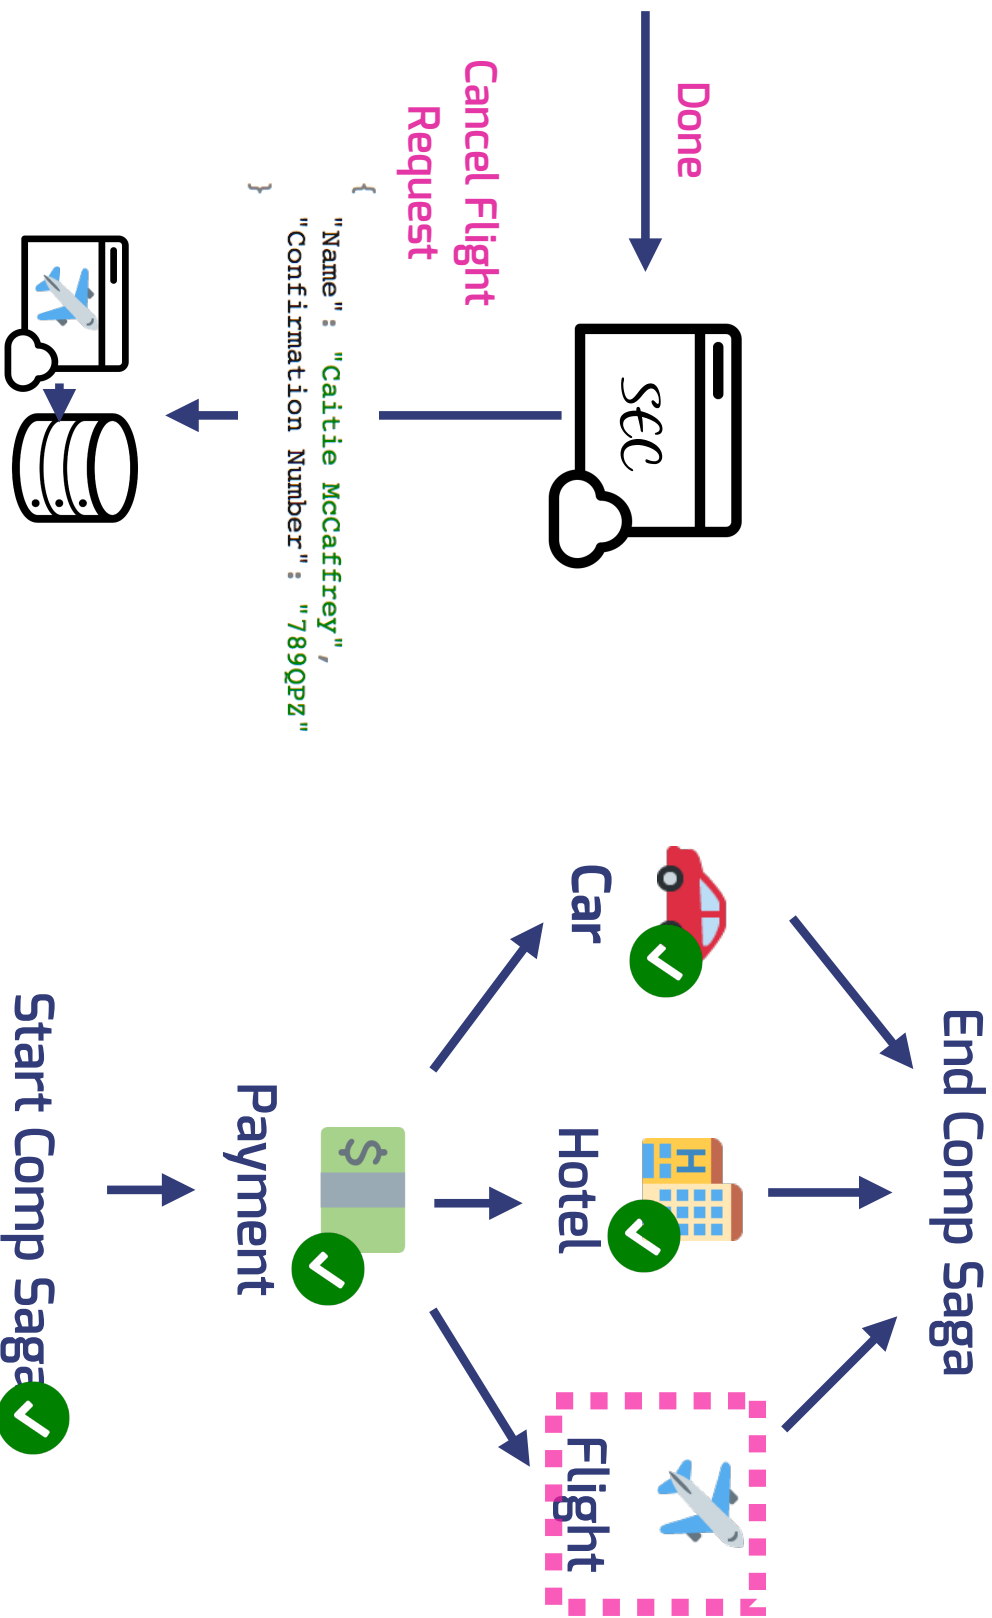 Done
SEC
Cancel Flight
Request
{
"Name": "Caitie McCaffrey",
"Confirmation Number": "789QPZ"
}
End Comp Saga
Car
H
Hotel
Flight
$
Payment
Start Comp Saga